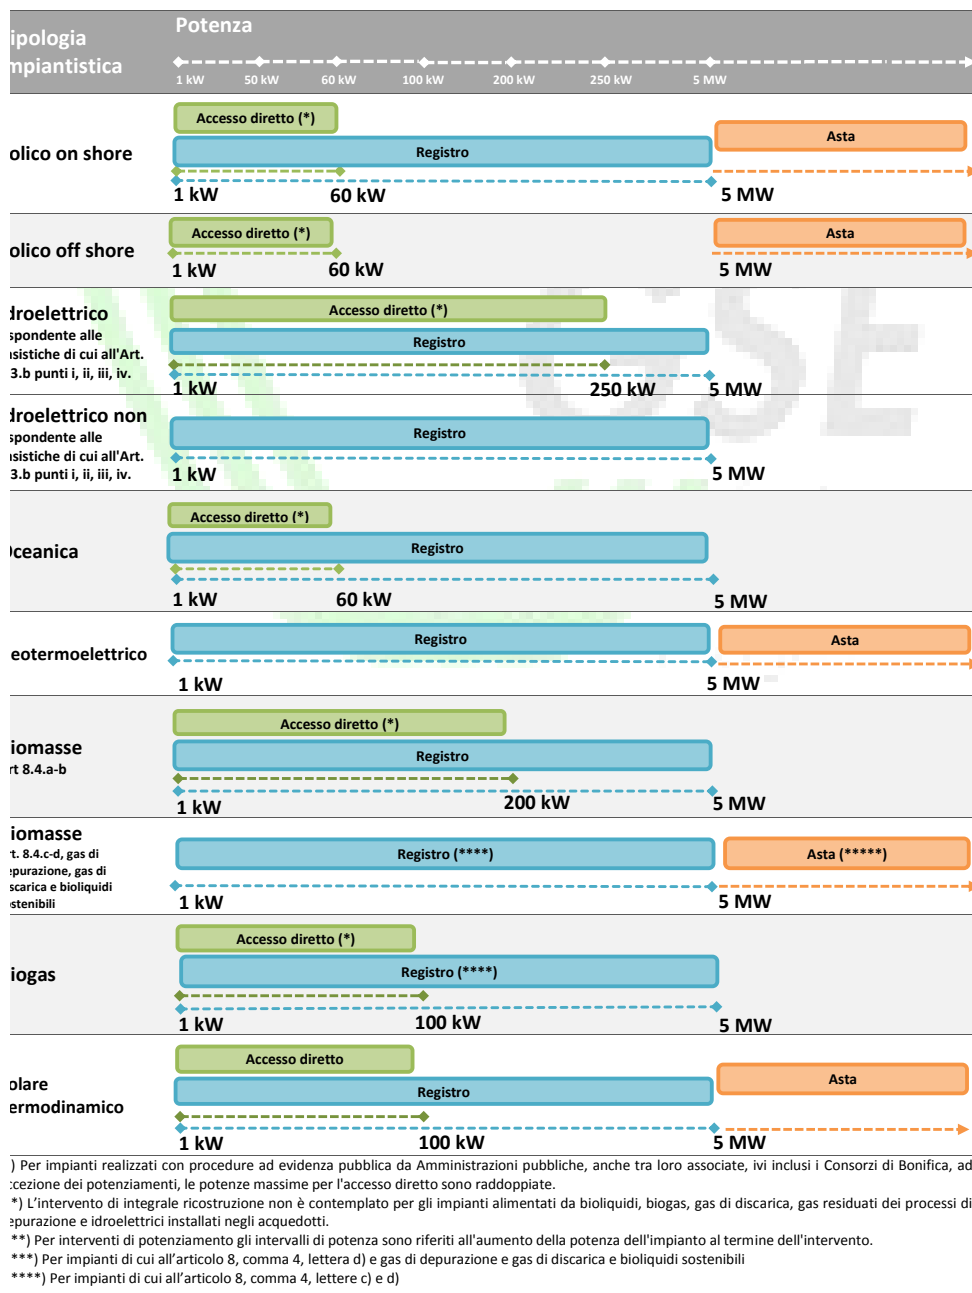 Potenza
ipologia
mpiantistica
1 kW 50 kW 60 kW 100 kW 200 kW 250 kW 5 MW
Accesso diretto (*)
Asta
olico on shore
Registro
1 kW 60 kW 5 MW
Accesso diretto (*) Asta
olico off shore
1 kW 60 kW 5 MW
GSE
Accesso diretto (*)
droelettrico
spondente alle
Registro
nsistiche di cui all'Art.
3.b punti i, ii, iii, iv.
1 kW 250 kW 5 MW
droelettrico non
spondente alle
Registro
nsistiche di cui all'Art.
3.b punti i, ii, iii, iv.
1 kW 5 MW
Accesso diretto (*)
Oceanica
Registro
1 kW 60 kW 5 MW
eotermoelettrico
Registro Asta
1 kW 5 MW
Accesso diretto (*)
iomasse
rt 8.4.a-b
Registro
1 kW 200 kW 5 MW
iomasse
rt. 8.4.c-d, gas di
epurazione, gas di
iscarica e bioliquidi
ostenibili
Registro (****) Asta (*****)
1 kW 5 MW
Accesso diretto (*)
iogas
Registro (****)
1 kW 100 kW 5 MW
Accesso diretto
Asta
olare
ermodinamico
Registro
1 kW 100 kW 5 MW
) Per impianti realizzati con procedure ad evidenza pubblica da Amministrazioni pubbliche, anche tra loro associate, ivi inclusi i Consorzi di Bonifica, ad
ccezione dei potenziamenti, le potenze massime per l'accesso diretto sono raddoppiate.
*) L'intervento di integrale ricostruzione non è contemplato per gli impianti alimentati da bioliquidi, biogas, gas di discarica, gas residuati dei processi di
epurazione e idroelettrici installati negli acquedotti.
**) Per interventi di potenziamento gli intervalli di potenza sono riferiti all'aumento della potenza dell'impianto al termine dell'intervento.
***) Per impianti di cui all'articolo 8, comma 4, lettera d) e gas di depurazione e gas di discarica e bioliquidi sostenibili
****) Per impianti di cui all'articolo 8, comma 4, lettere c) e d)